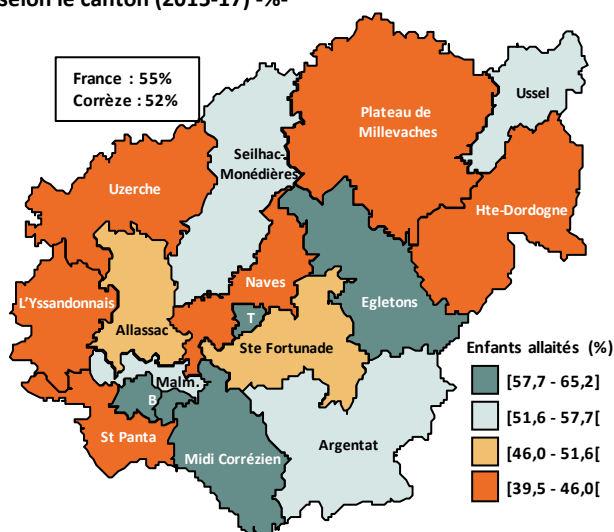 selon le canton (2015-17) -%-
France : 55%
Corrèze : 52%
Ussel
Plateau de
Millevaches
Seilhac-
Monédières
Uzerche
Hte-Dordogne
Naves
L'Yssandonnais
Egletons
T
Allassac
Ste Fortunade
Enfants allaités (%)
Malm.
[57,7 - 65,2]
B
[51,6 - 57,7[
St Panta
Argentat
Midi Corrézien
[46,0 - 51,6[
[39,5 - 46,0[